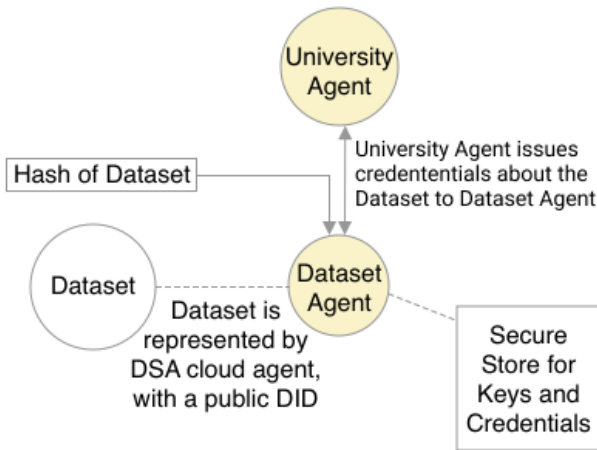 University
Agent
University Agent issues
credententials about the
Dataset to Dataset Agent
Hash of Dataset
Dataset
Dataset
Agent
Dataset is
represented by
DSA cloud agent,
with a public DID
Secure
Store for
Keys and
Credentials